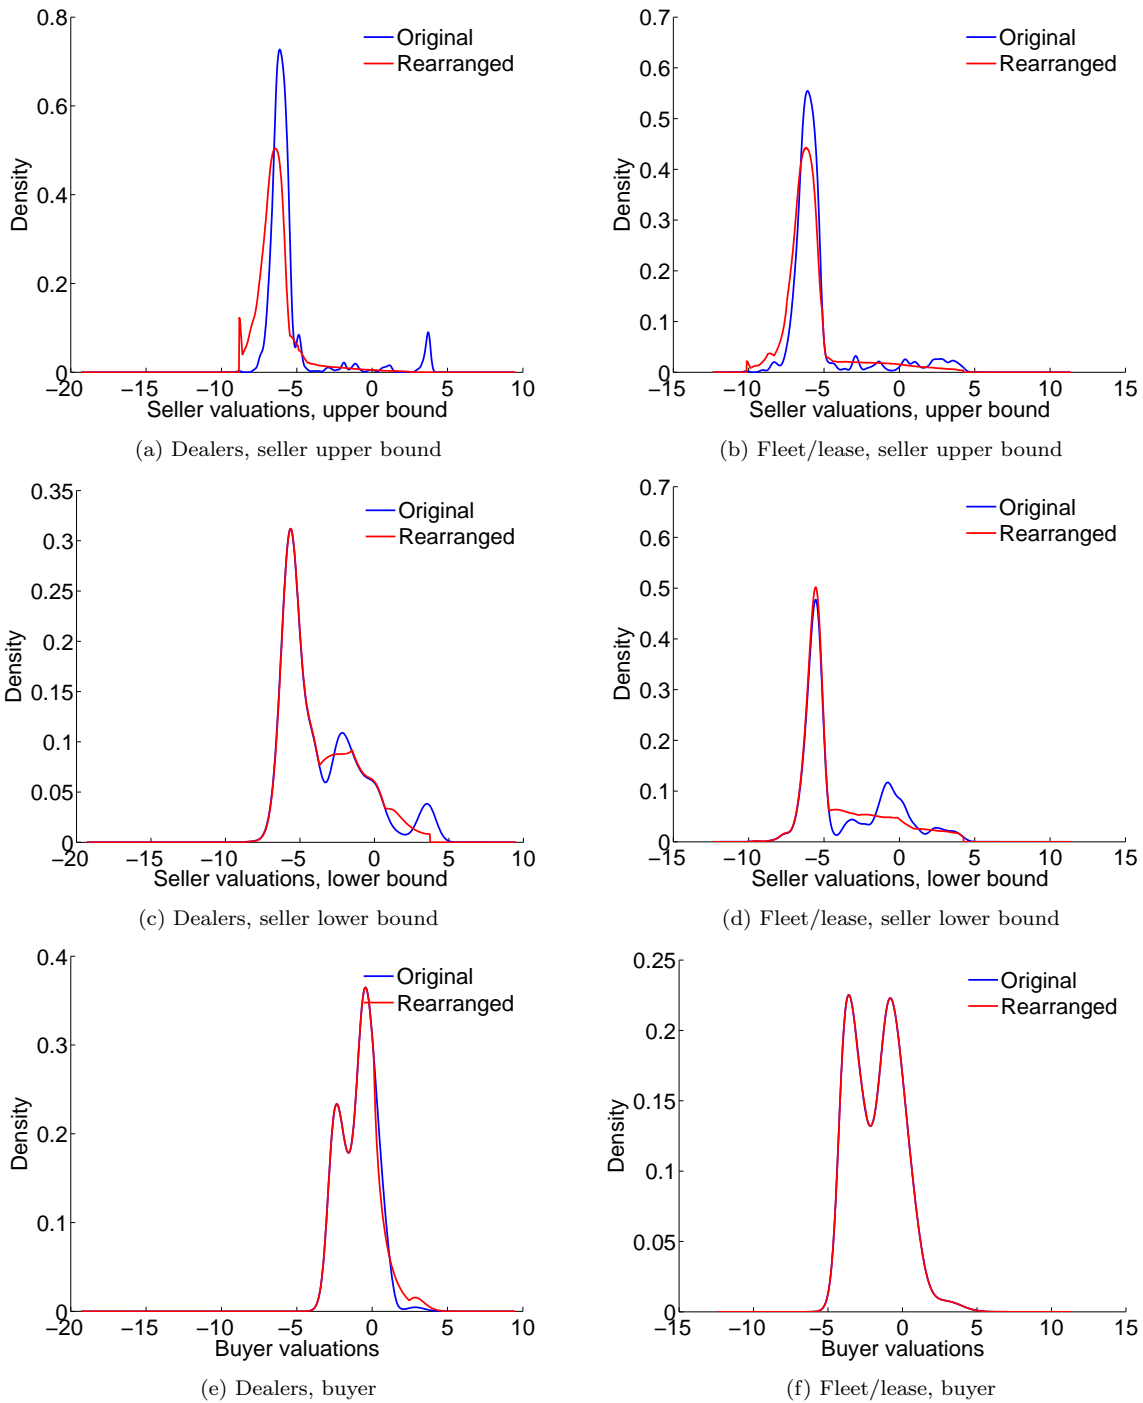 0.8
0.6
0.4
0.2
0
Density
−20 −15 −10 −5 0 5 10
Seller valuations, upper bound
Original
Rearranged
(a) Dealers, seller upper bound
0.7
0.6
0.5
0.4
0.3
0.2
0.1
0
Density
−15 −10 −5 0 5 10 15
Seller valuations, upper bound
Original
Rearranged
(b) Fleet/lease, seller upper bound
0.35
0.3
0.25
0.2
0.15
0.1
0.05
0
Density
−20 −15 −10 −5 0 5 10
Seller valuations, lower bound
Original
Rearranged
(c) Dealers, seller lower bound
0.7
0.6
0.5
0.4
0.3
0.2
0.1
0
Density
−15 −10 −5 0 5 10 15
Seller valuations, lower bound
Original
Rearranged
(d) Fleet/lease, seller lower bound
0.4
0.3
0.2
0.1
0
Density
−20 −15 −10 −5 0 5 10
Buyer valuations
Original
Rearranged
(e) Dealers, buyer
0.25
0.2
0.15
0.1
0.05
0
Density
−15 −10 −5 0 5 10 15
Buyer valuations
Original
Rearranged
(f) Fleet/lease, buyer